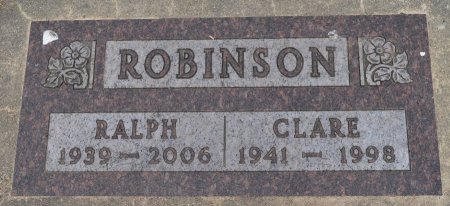 ROBINSON
RALPH CLARE
1939 – 2006 1941 – 1998